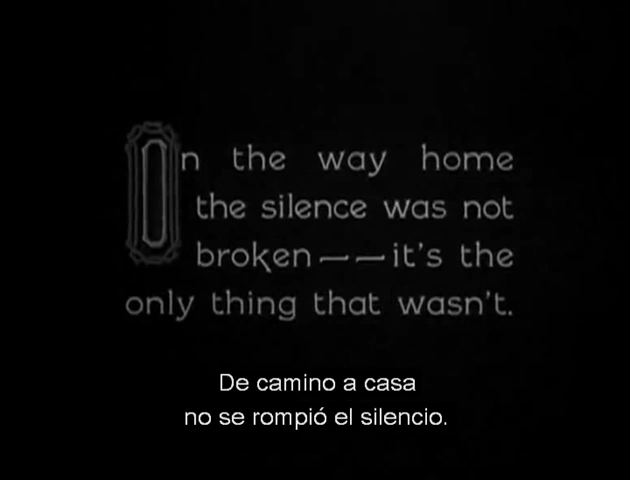 On the way home
the silence was not
broken——it's the
only thing that wasn't.
De camino a casa
no se rompió el silencio.